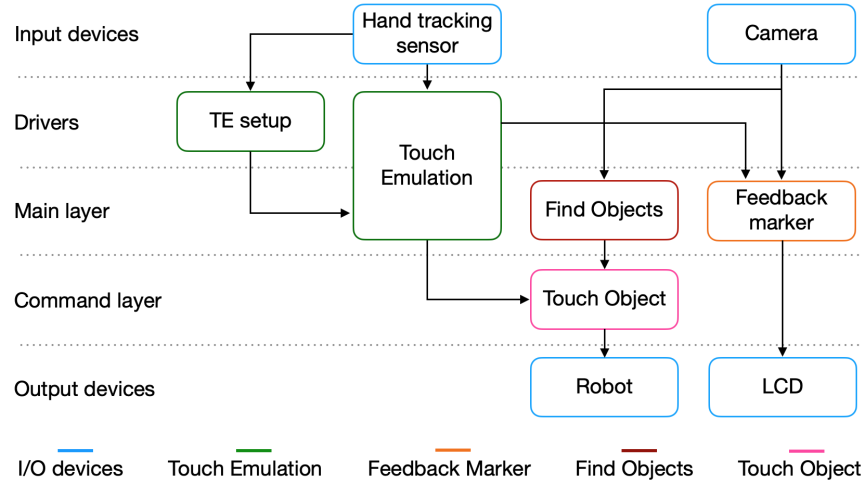 Input devices
Hand tracking
sensor
Camera
Drivers
TE setup
Touch
Emulation
Main layer
Find Objects
Feedback
marker
Command layer
Touch Object
Output devices
Robot
LCD
I/O devices
Touch Emulation
Feedback Marker
Find Objects
Touch Object